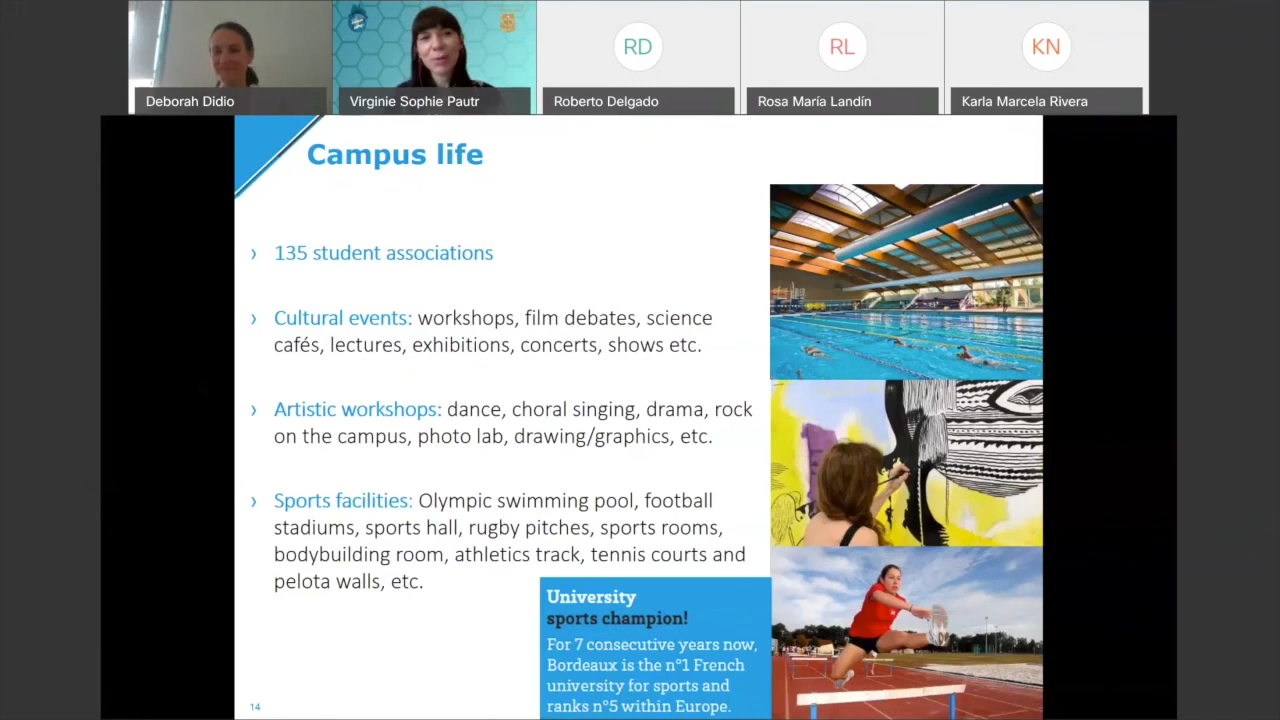 Deborah Didio
Virginie Sophie Pautr
RD
Roberto Delgado
RL
Rosa María Landín
KN
Karla Marcela Rivera
Campus life
› 135 student associations
› Cultural events: workshops, film debates, science
cafés, lectures, exhibitions, concerts, shows etc.
› Artistic workshops: dance, choral singing, drama, rock
on the campus, photo lab, drawing/graphics, etc.
› Sports facilities: Olympic swimming pool, football
stadiums, sports hall, rugby pitches, sports rooms,
bodybuilding room, athletics track, tennis courts and
pelota walls, etc.
University
sports champion!
For 7 consecutive years now,
Bordeaux is the n°1 French
university for sports and
ranks n°5 within Europe.
14